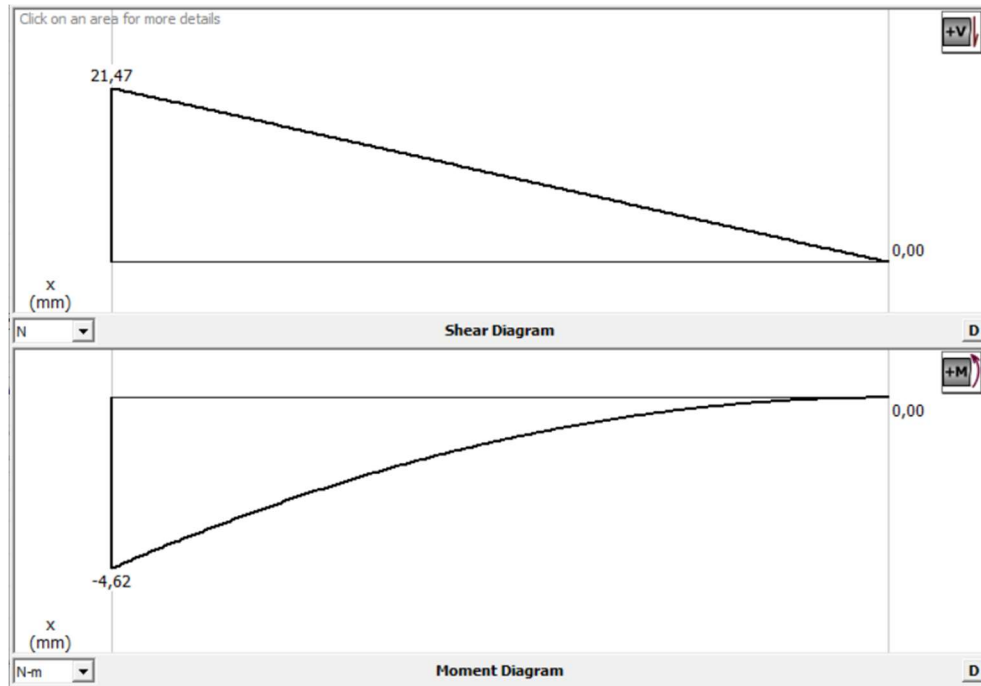 Click on an area for more details
+V
21,47
0,00
x
(mm)
N
Shear Diagram
D
+M
0,00
-4,62
x
(mm)
N-m
Moment Diagram
D